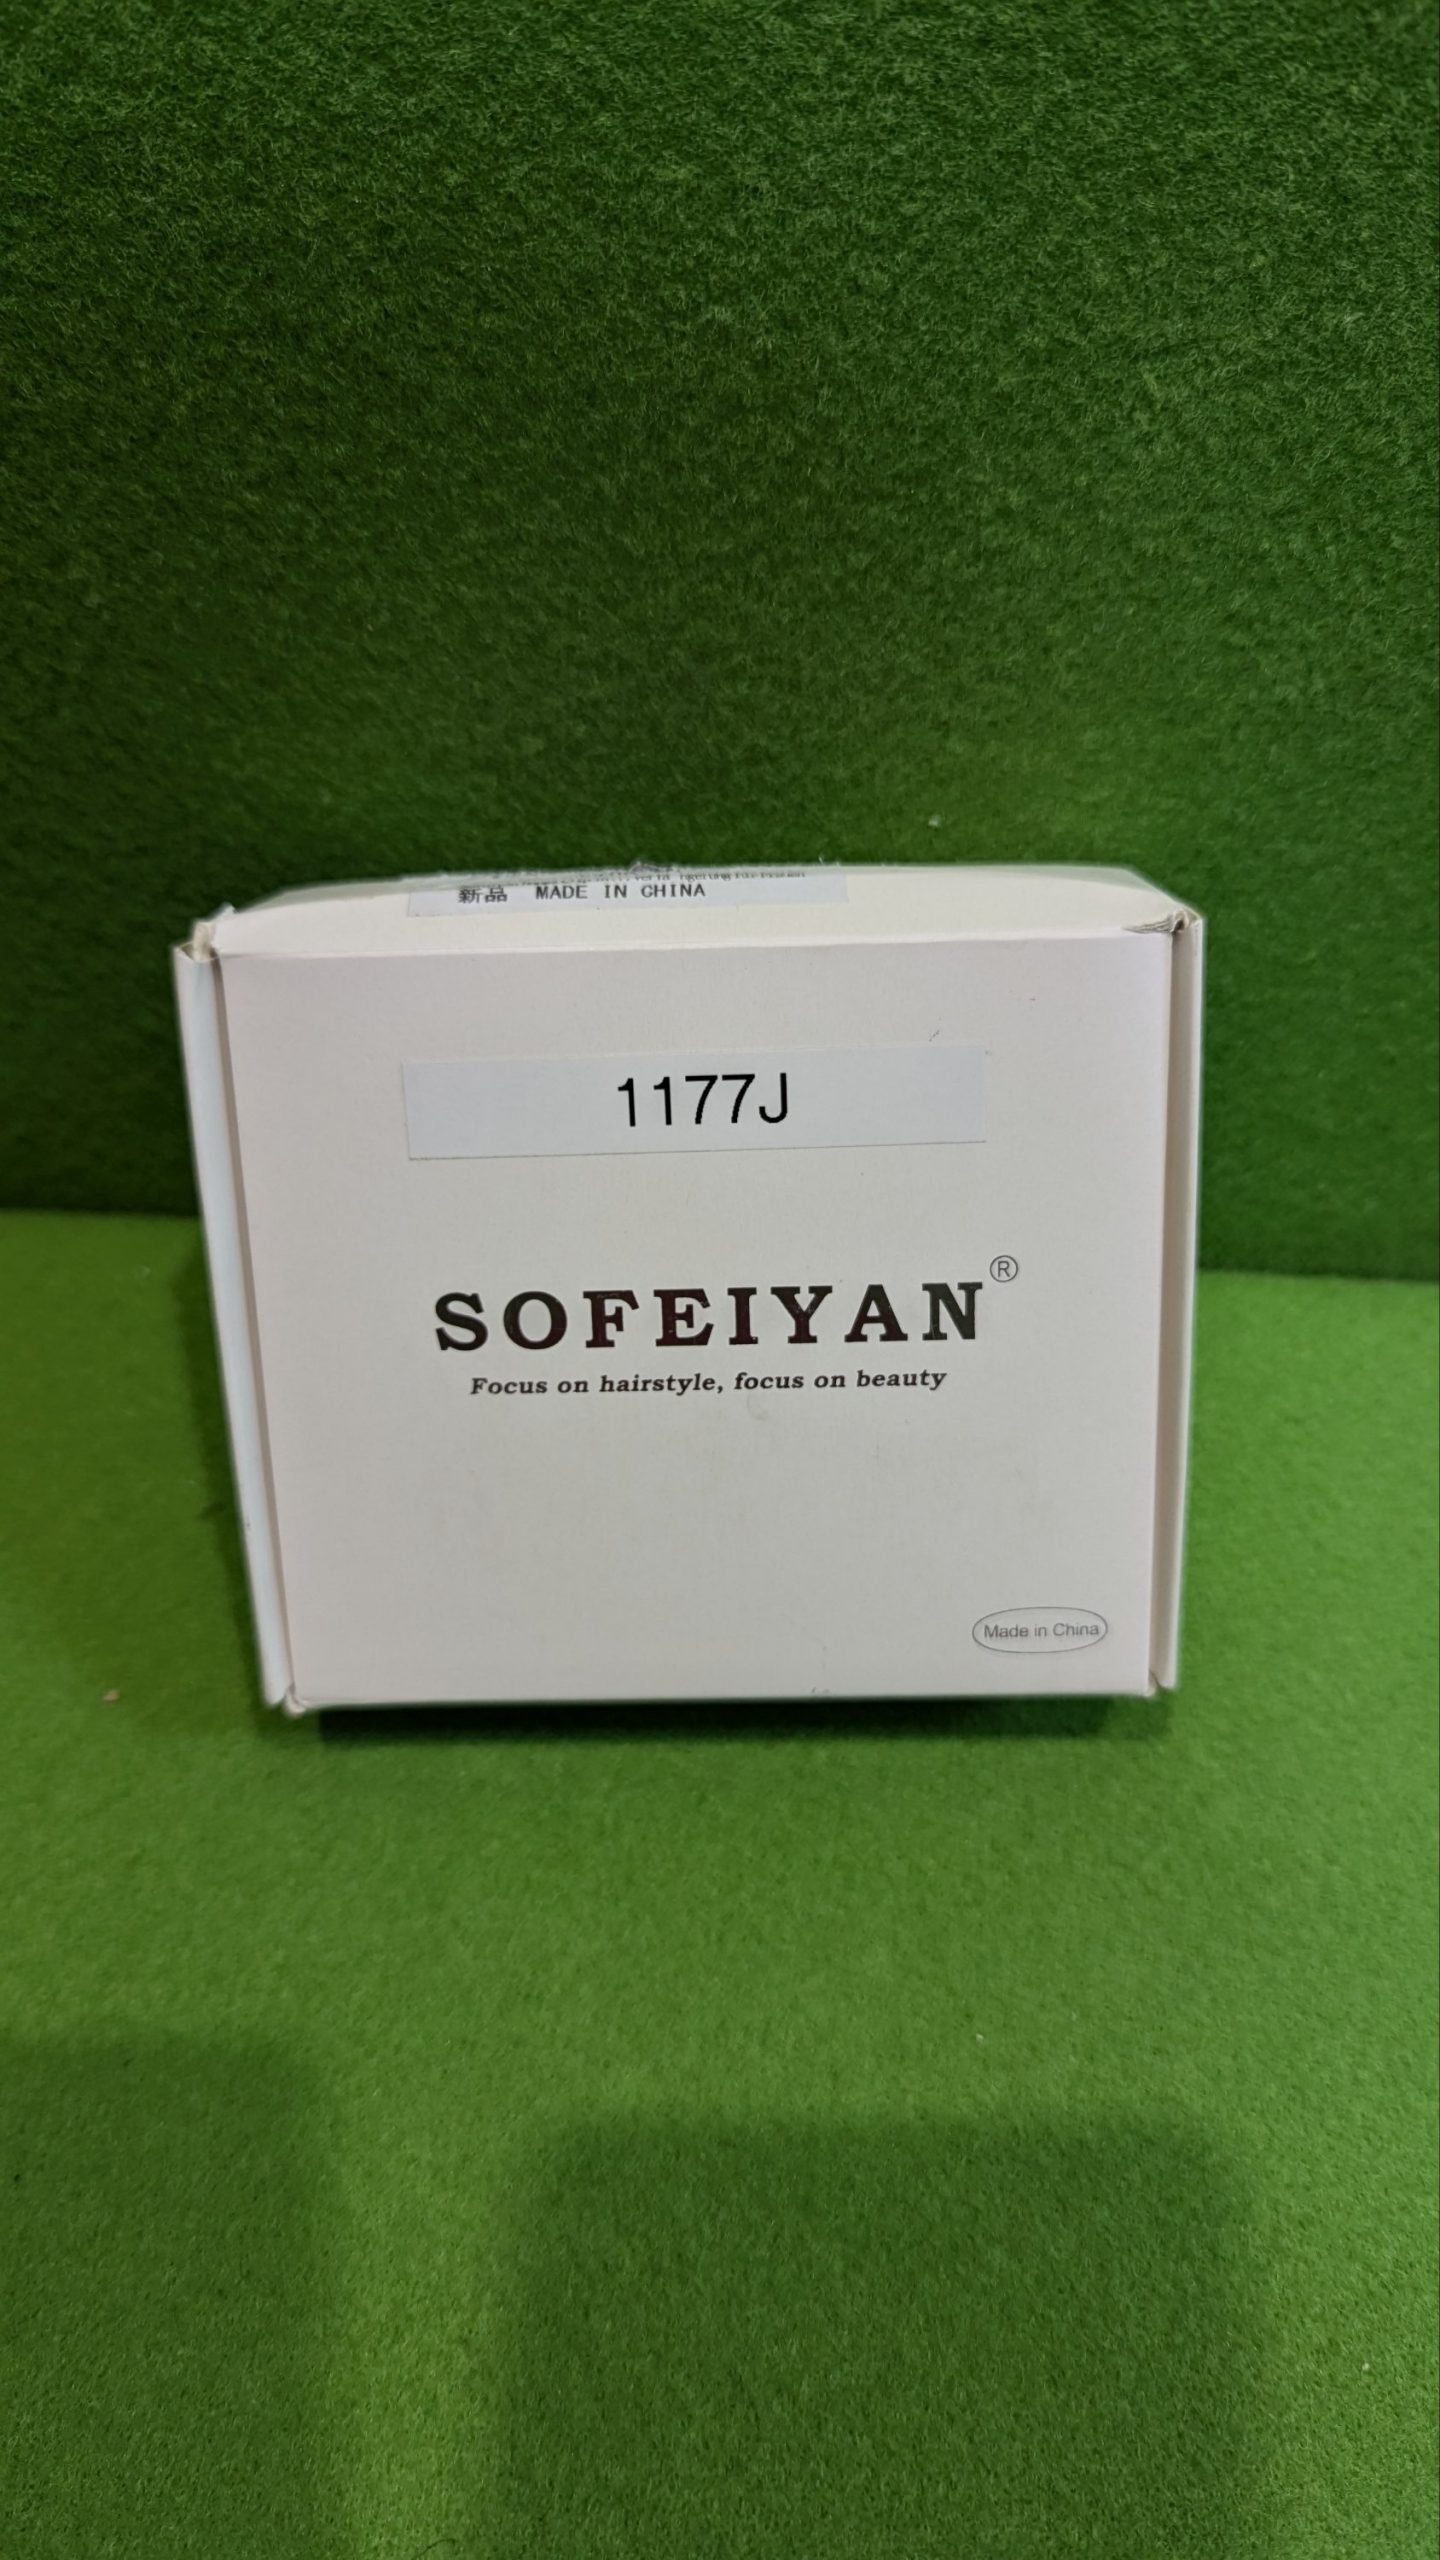 新品 MADE IN CHINA
1177J
SOFEIYAN®
Focus on hairstyle, focus on beauty
Made in China